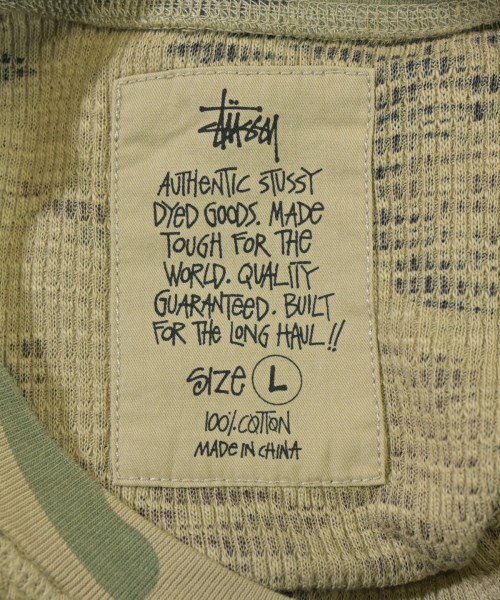 Stüssy
AUTHENTIC STUSSY
DYED GOODS. MADE
TOUGH FOR THE
WORLD. QUALITY
GUARANTEED. BUILT
FOR THE LONG HAUL!!
SIZE L
100% COTTON
MADE IN CHINA